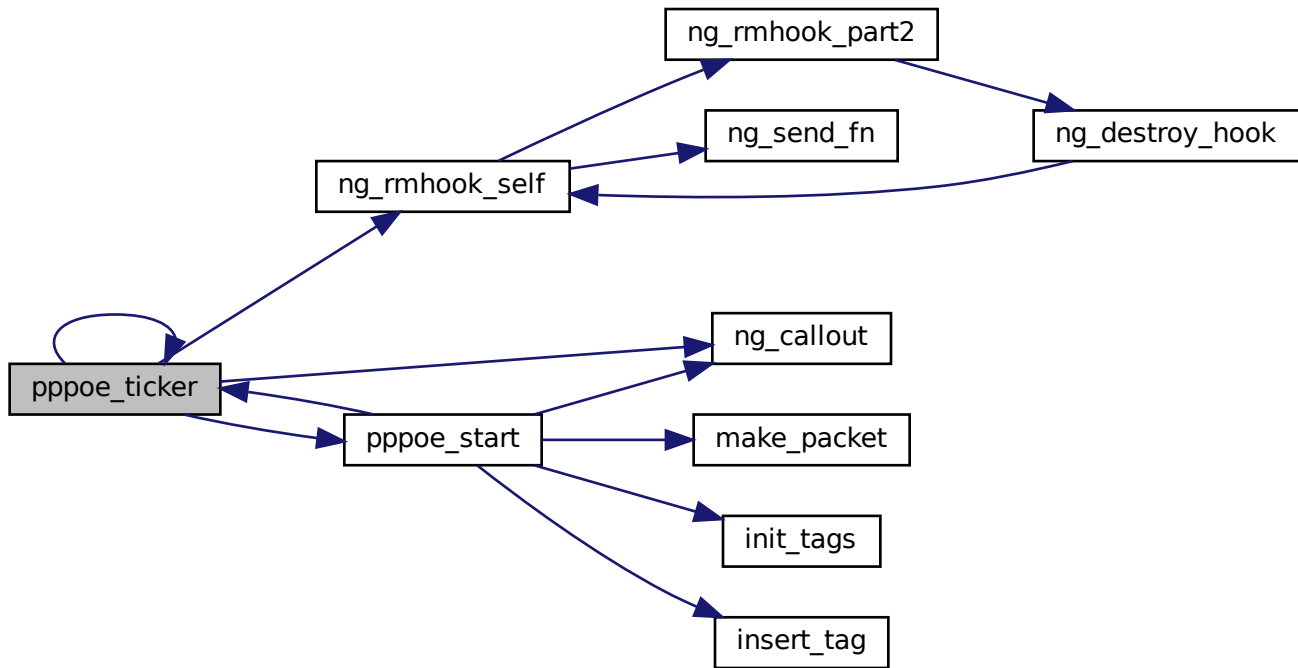 ng_rmhook_part2
ng_send_fn
ng_destroy_hook
ng_rmhook_self
ng_callout
pppoe_ticker
pppoe_start
make_packet
init_tags
insert_tag